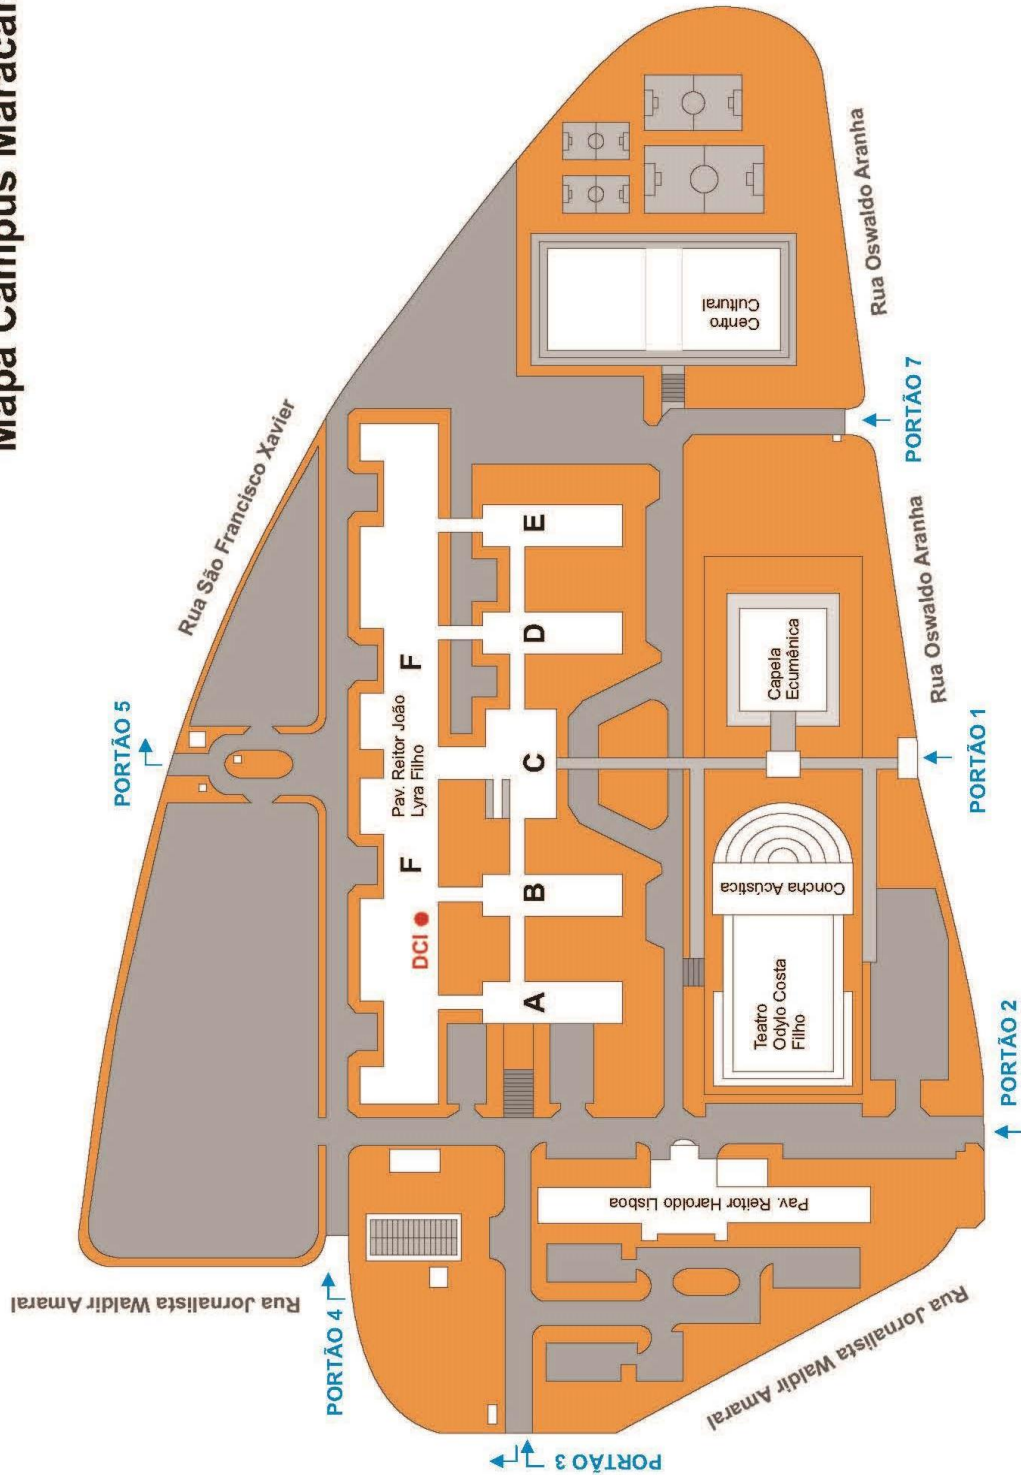 Mapa Campus Maracan
Rua São Francisco Xavier
PORTÃO 5
Rua Oswaldo Aranha
PORTÃO 7
Centro
Cultural
E
D
C
B
A
F
F
Pav. Reitor João
Lyra Filho
DCI
Capela
Ecumênica
Rua Oswaldo Aranha
PORTÃO 1
Concha Acústica
Teatro
Odylo Costa
Filho
PORTÃO 2
Pav. Reitor Haroldo Lisboa
Rua Jornalista Waldir Amaral
PORTÃO 4
Rua Jornalista Waldir Amaral
PORTÃO 3